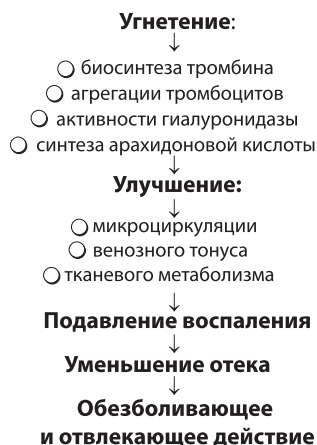 Угнетение:
биосинтеза тромбина
агрегации тромбоцитов
активности гиалуронидазы
синтеза арахидоновой кислоты
Улучшение:
микроциркуляции
венозного тонуса
тканевого метаболизма
Подавление воспаления
Уменьшение отека
Обезболивающее
и отвлекающее действие